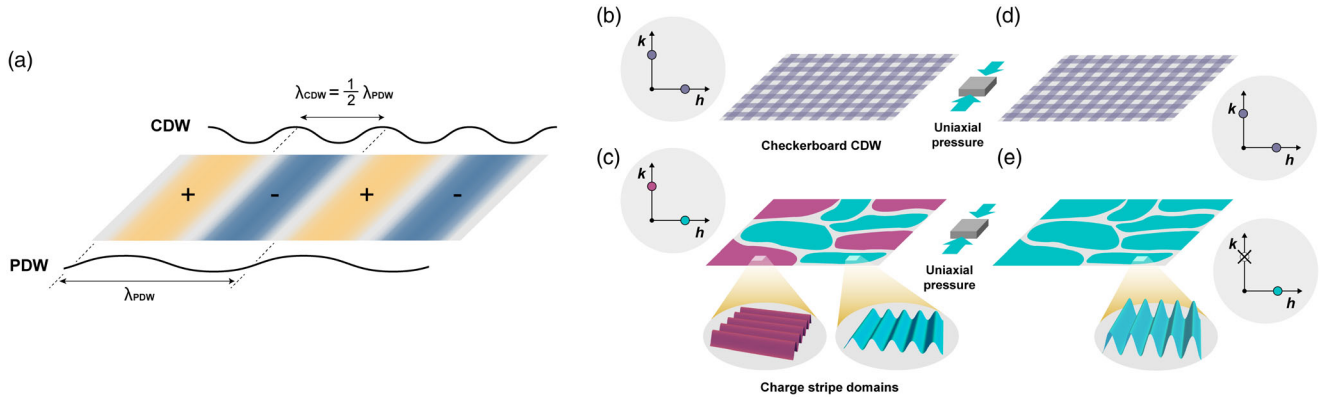 (a)
λCDW = 1/2 λPDW
CDW
+ - + -
PDW
λPDW
(b)
k
h
Checkerboard CDW
Uniaxial
pressure
(d)
k
h
(c)
k
h
Uniaxial
pressure
Charge stripe domains
(e)
k
h